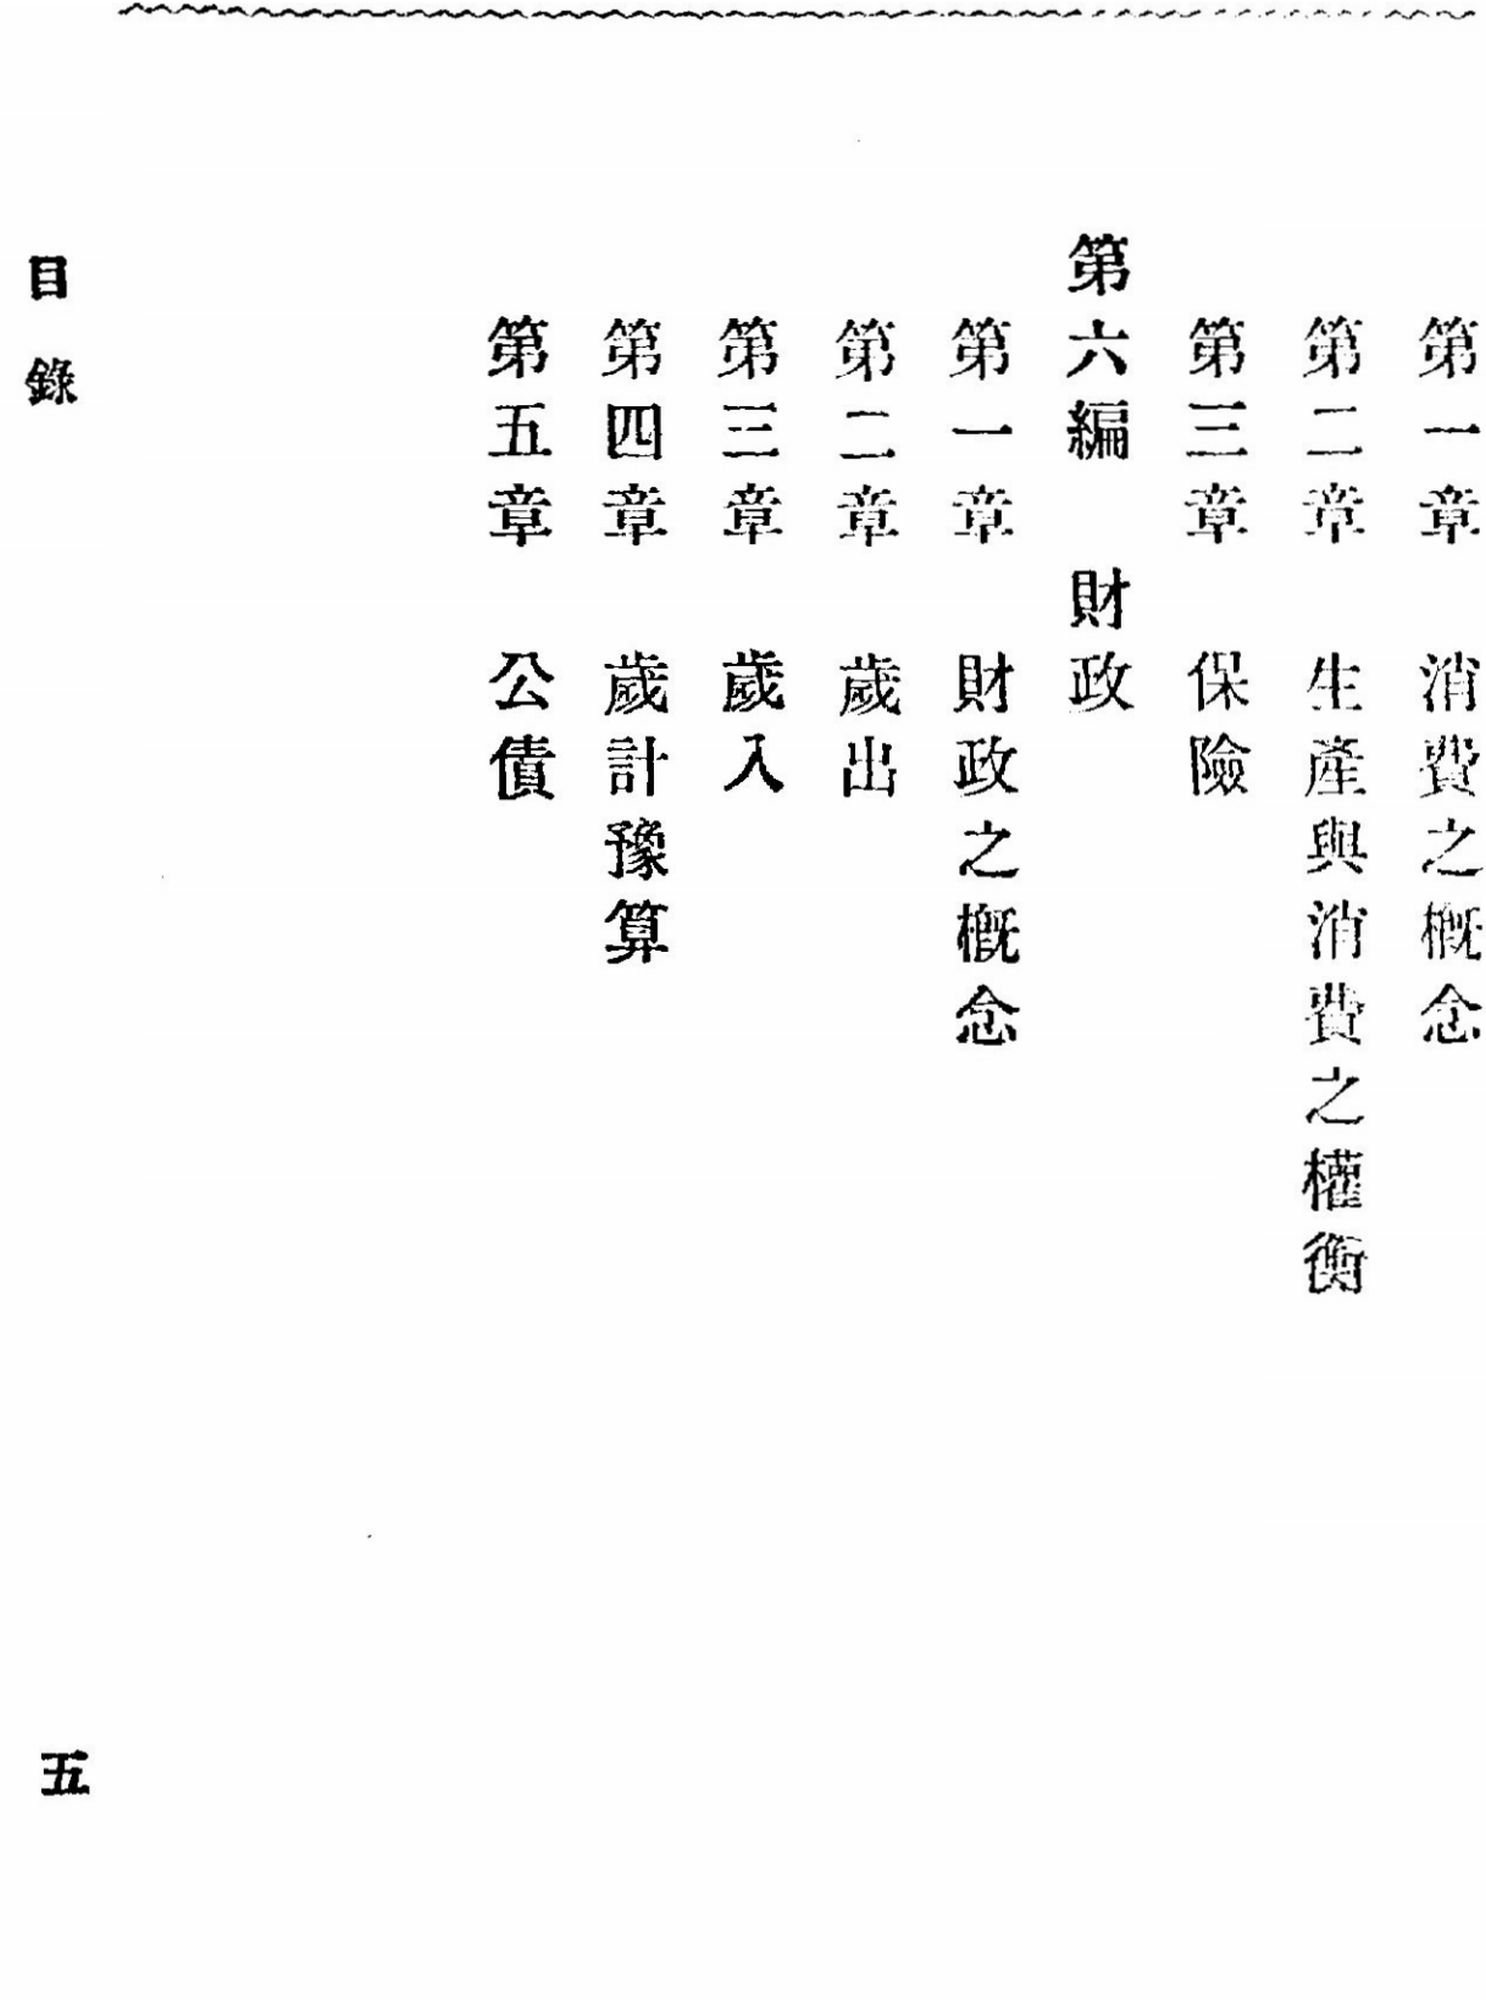 第一章　消費之概念
第二章　生產與消費之權衡
第三章　保險
第六編　財政
第一章　財政之概念
第二章　歲出
第三章　歲入
第四章　歲計豫算
第五章　公債
目錄
五